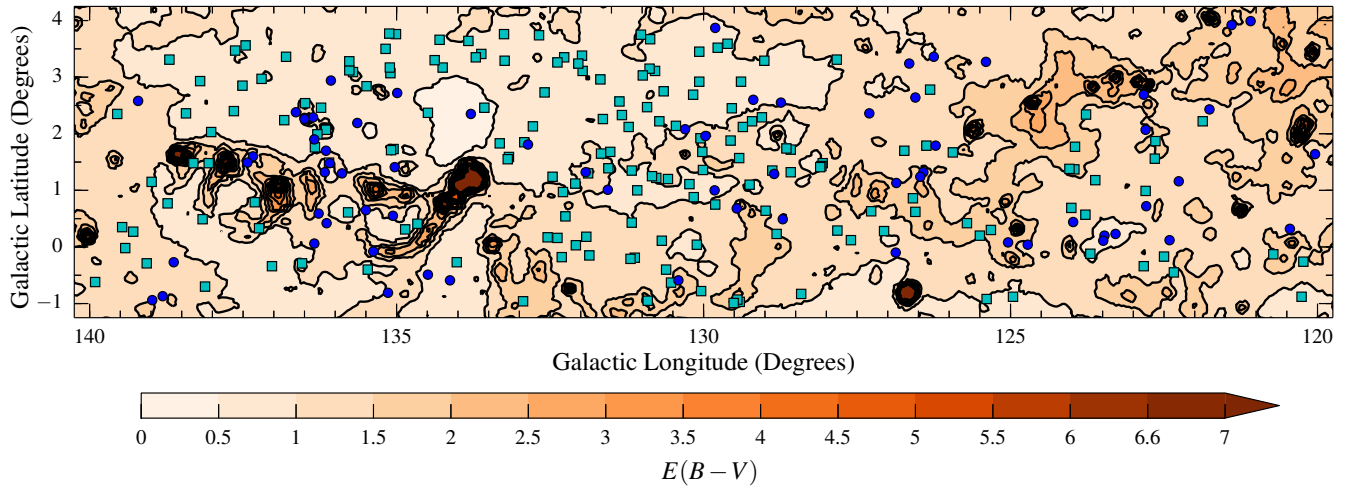 4
3
2
1
0
−1
Galactic Latitude (Degrees)
140 135 130 125 120
Galactic Longitude (Degrees)
0 0.5 1 1.5 2 2.5 3 3.5 4 4.5 5 5.5 6 6.6 7
E(B−V)